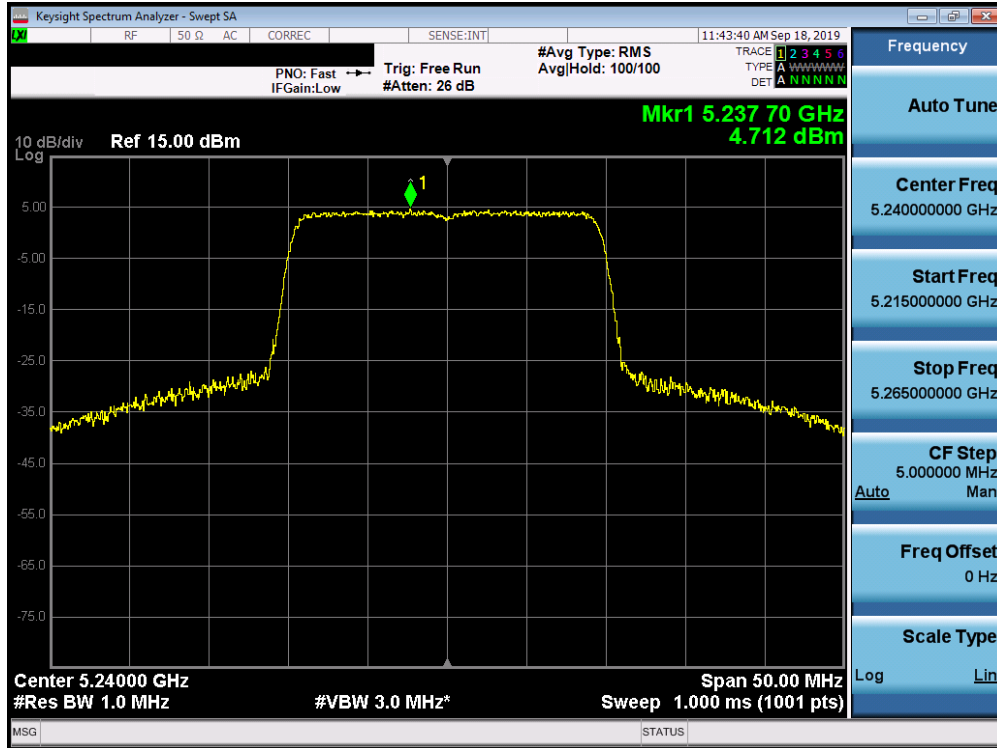 Keysight Spectrum Analyzer - Swept SA
LXI RF 50 Ω AC CORREC SENSE:INT 11:43:40 AM Sep 18, 2019
PNO: Fast Trig: Free Run #Avg Type: RMS TRACE 1 2 3 4 5 6
IFGain:Low #Atten: 26 dB Avg|Hold: 100/100 TYPE A WWWWW
DET A N N N N N
Mkr1 5.237 70 GHz
4.712 dBm
10 dB/div Ref 15.00 dBm
Log
1
5.00
-5.00
-15.0
-25.0
-35.0
-45.0
-55.0
-65.0
-75.0
Center 5.24000 GHz Span 50.00 MHz
#Res BW 1.0 MHz #VBW 3.0 MHz* Sweep 1.000 ms (1001 pts)
MSG STATUS
Frequency
Auto Tune
Center Freq
5.240000000 GHz
Start Freq
5.215000000 GHz
Stop Freq
5.265000000 GHz
CF Step
5.000000 MHz
Auto Man
Freq Offset
0 Hz
Scale Type
Log Lin